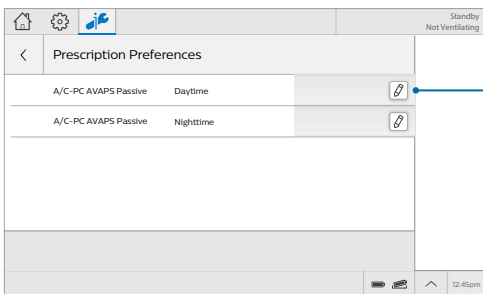 Standby
Not Ventilating
Prescription Preferences
A/C-PC AVAPS Passive Daytime
A/C-PC AVAPS Passive Nighttime
12:45pm